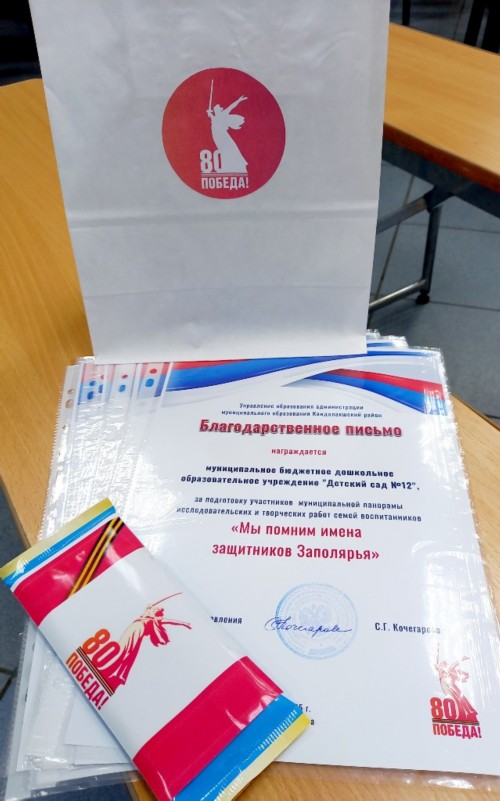 80
ПОБЕДА!
Управление образования администрации
муниципального образования Кандалакшский район
Благодарственное письмо
награждается
муниципальное бюджетное дошкольное
образовательное учреждение "Детский сад №12",
за подготовку участников муниципальной панорамы
исследовательских и творческих работ семей воспитанников
«Мы помним имена
защитников Заполярья»
С.Г. Кочегарова
80
ПОБЕДА!
80
ПОБЕДА!